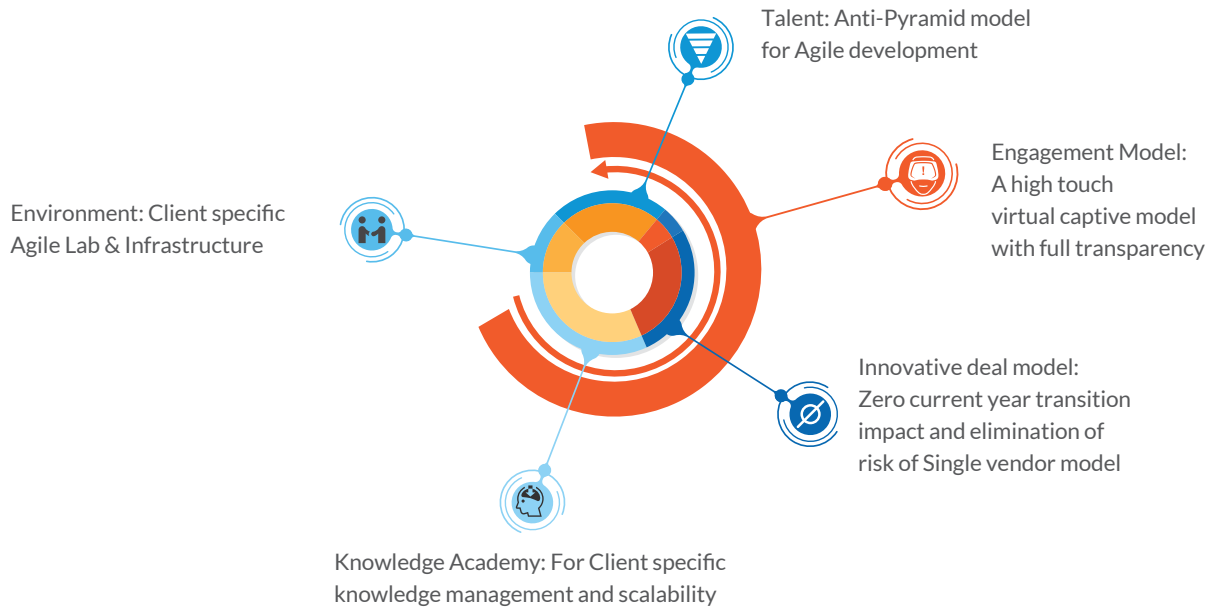 Talent: Anti-Pyramid model
for Agile development
Engagement Model:
A high touch
virtual captive model
with full transparency
Environment: Client specific
Agile Lab & Infrastructure
Innovative deal model:
Zero current year transition
impact and elimination of
risk of Single vendor model
Knowledge Academy: For Client specific
knowledge management and scalability